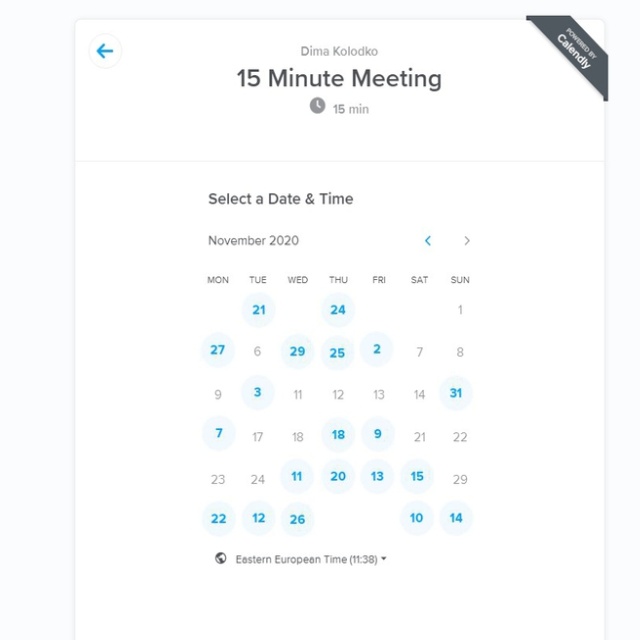 POWERED BY
Calendly
Dima Kolodko
15 Minute Meeting
15 min
Select a Date & Time
November 2020
MON TUE WED THU FRI SAT SUN
21 24 1
27 6 29 25 2 7 8
9 3 11 12 13 14 31
7 17 18 18 9 21 22
23 24 11 20 13 15 29
22 12 26 10 14
Eastern European Time (11:38)